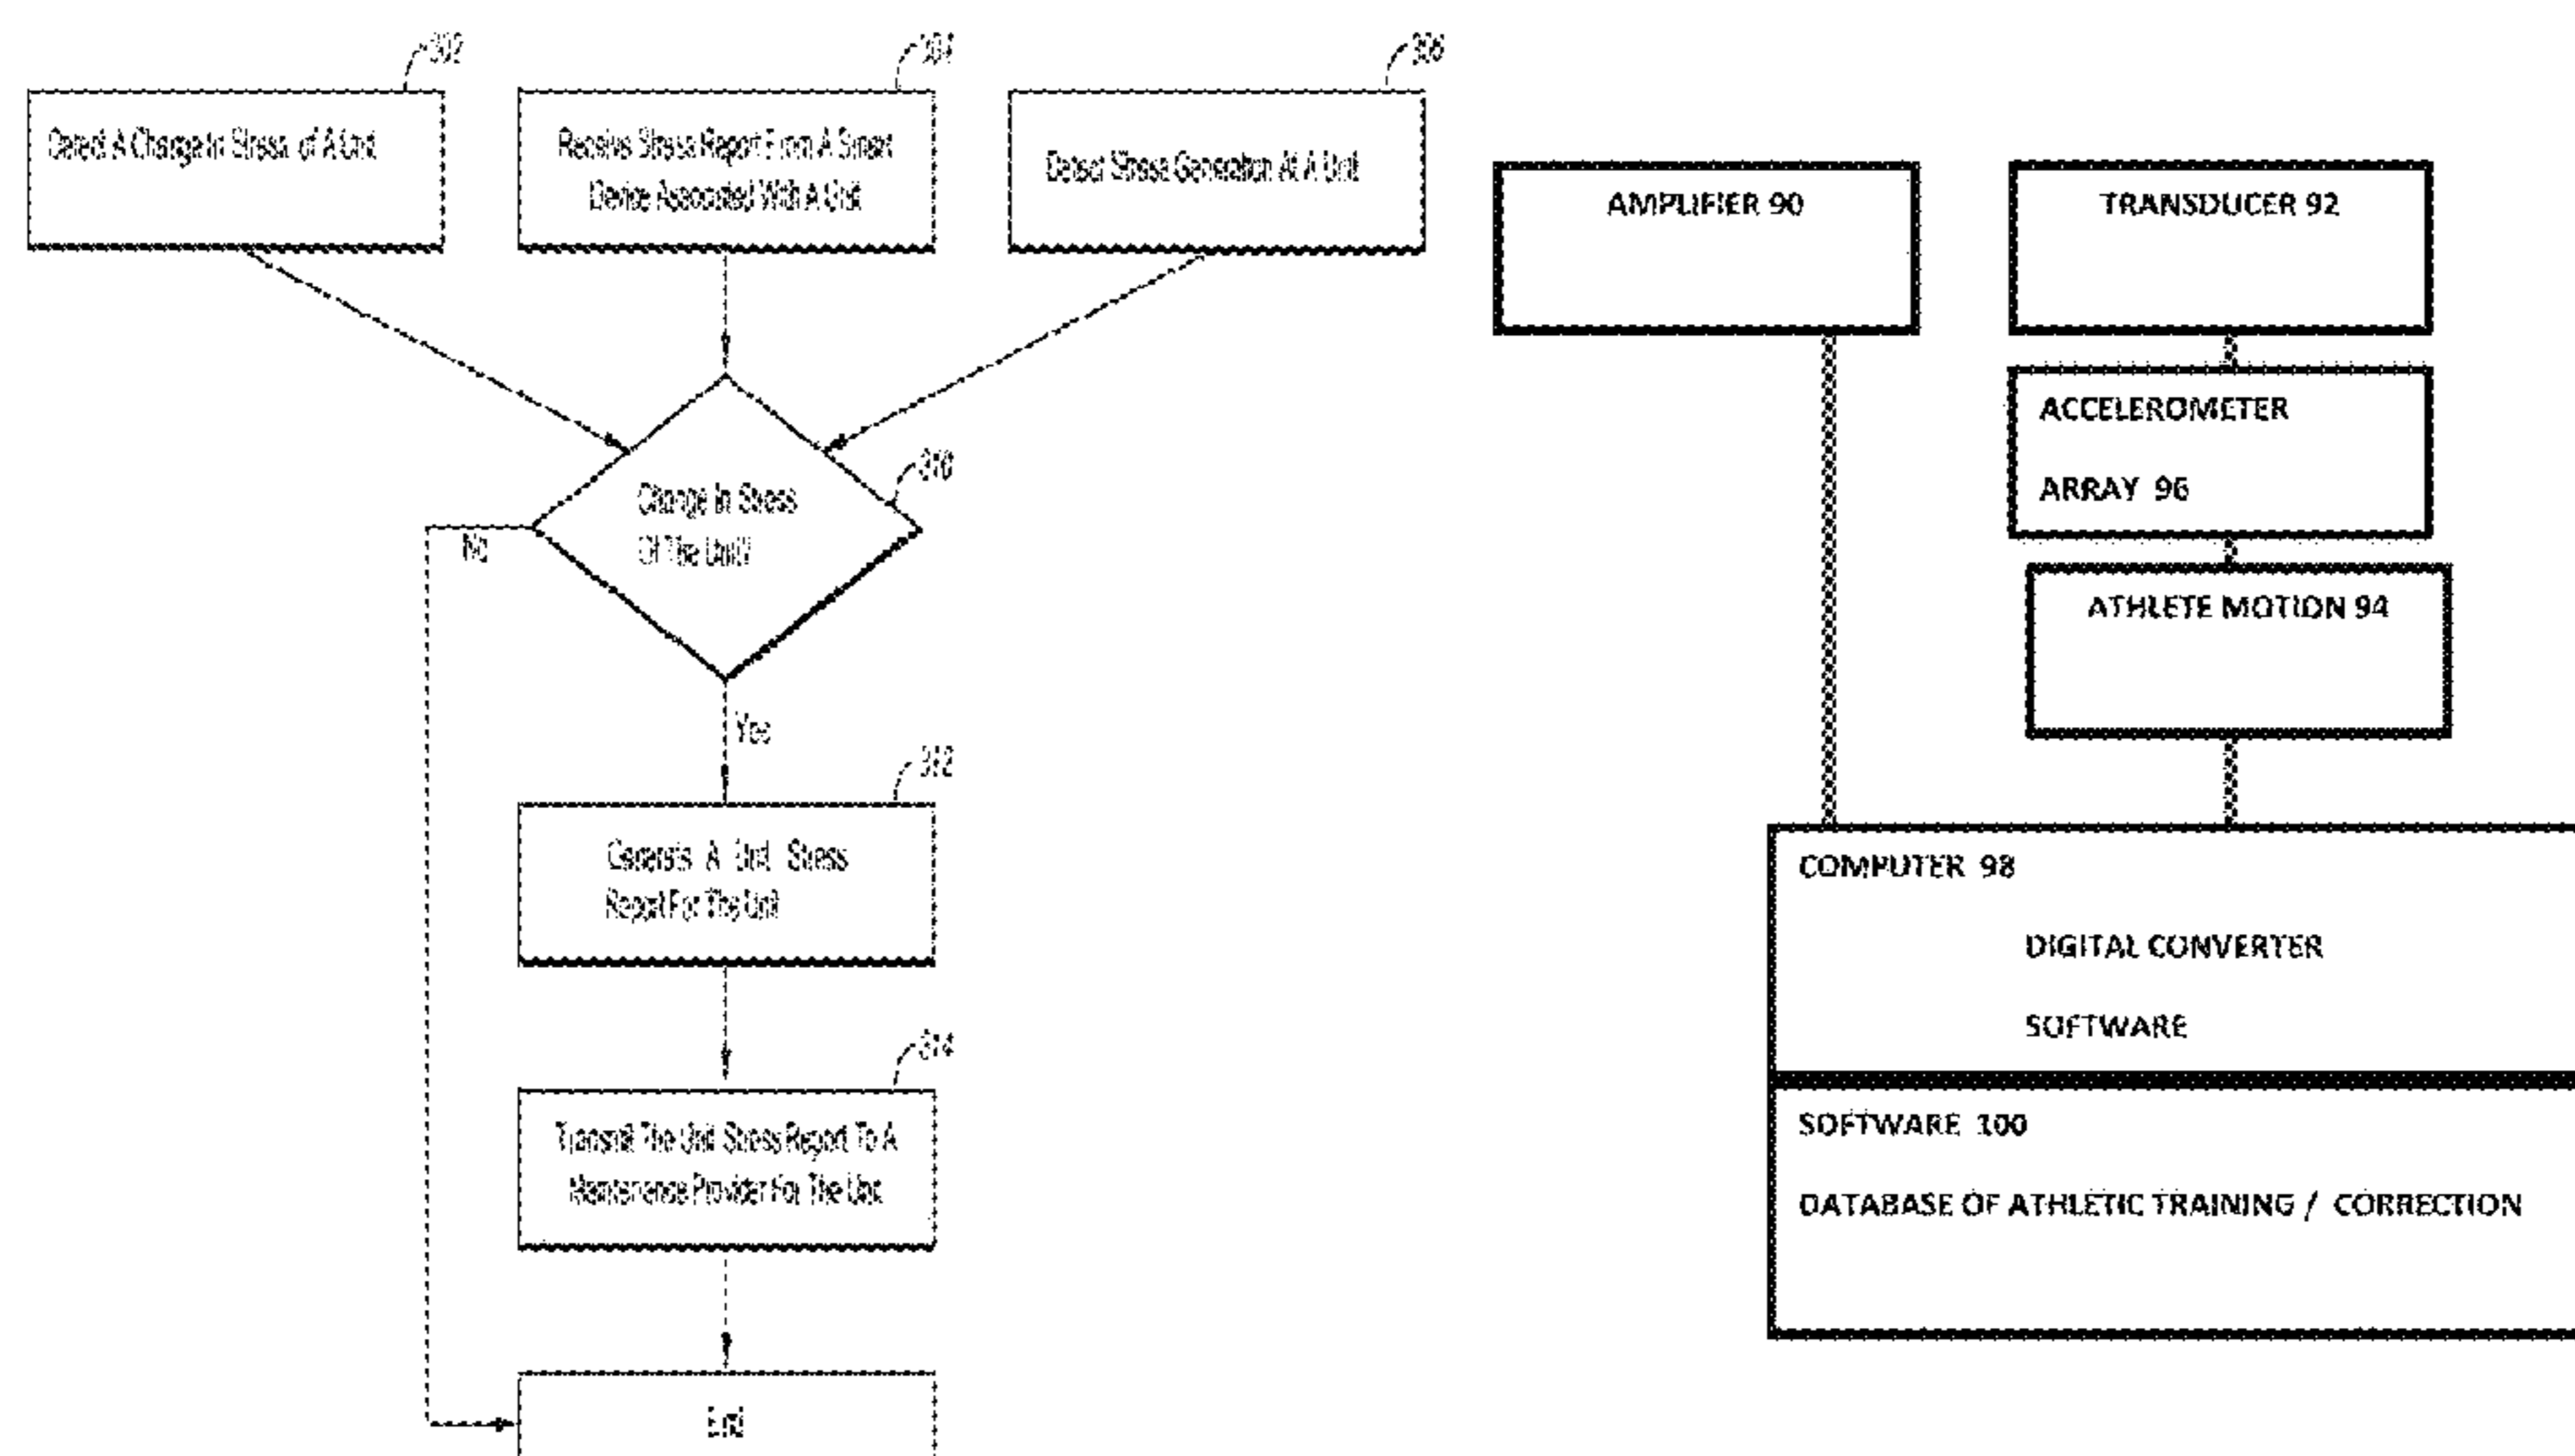 302
304
306
Detect A Change In Stress of A Unit
Receive Stress Report From A Smart
Device Associated With A Unit
Detect Stress Generation At A Unit
310
Change In Stress
Of The Unit?
No
Yes
312
Generate A Unit Stress
Report For The Unit
314
Transmit The Unit Stress Report To A
Maintenance Provider For The Unit
End
AMPLIFIER 90
TRANSDUCER 92
ACCELEROMETER
ARRAY 96
ATHLETE MOTION 94
COMPUTER 98
DIGITAL CONVERTER
SOFTWARE
SOFTWARE 100
DATABASE OF ATHLETIC TRAINING / CORRECTION